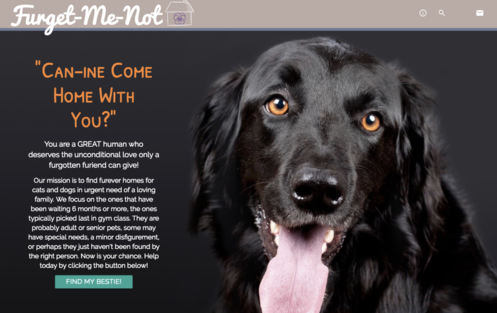 Furget-Me-Not
"Can-ine Come
Home With
You?"
You are a GREAT human who
deserves the unconditional love only a
furgotten furiend can give!
Our mission is to find furever homes for
cats and dogs in urgent need of a loving
family. We focus on the ones that have
been waiting 6 months or more, the ones
typically picked last in gym class. They are
probably adult or senior pets, some may
have special needs, a minor disfigurement,
or perhaps they just haven't been found by
the right person. Now is your chance. Help
today by clicking the button below!
FIND MY BESTIE!